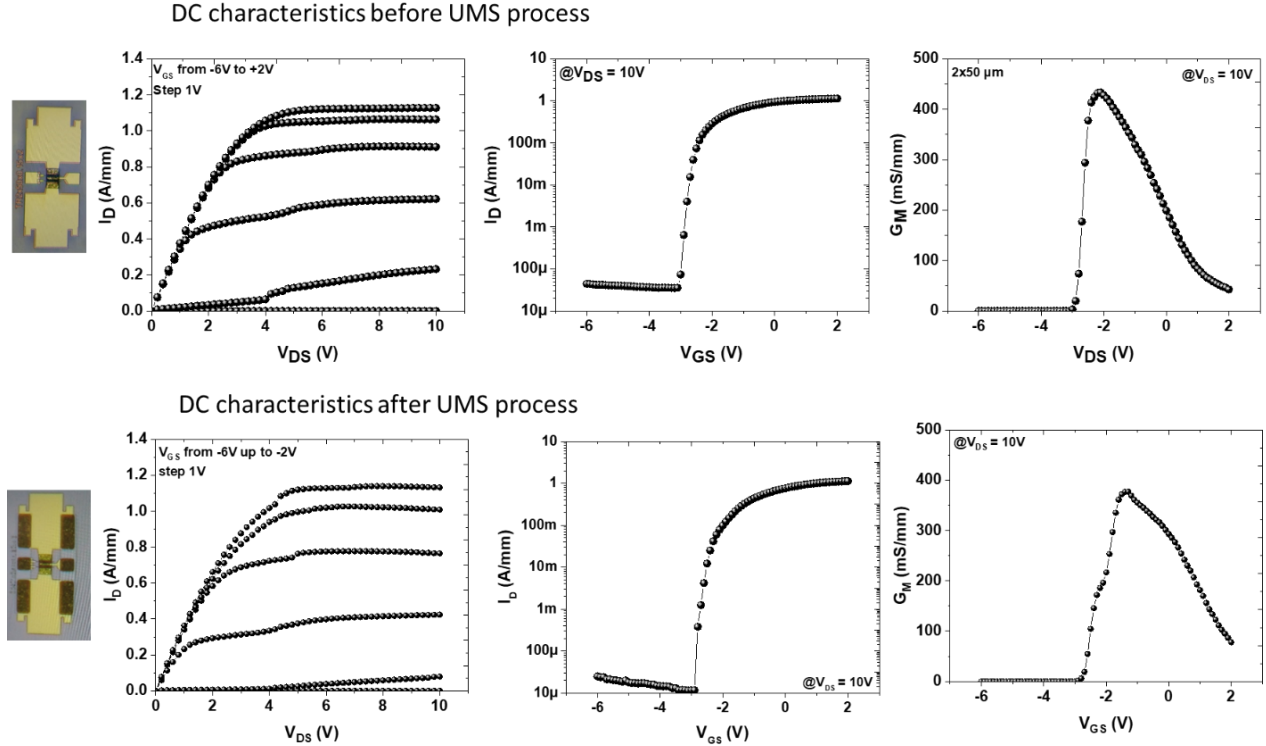 DC characteristics before UMS process
V_GS from -6V to +2V
Step 1V
1.4
1.2
1.0
0.8
0.6
0.4
0.2
0.0
I_D (A/mm)
0 2 4 6 8 10
V_DS (V)
@V_DS = 10V
10
1
100m
10m
1m
100µ
10µ
I_D (A/mm)
-6 -4 -2 0 2
V_GS (V)
2x50 µm
@V_DS = 10V
500
400
300
200
100
0
G_M (mS/mm)
-6 -4 -2 0 2
V_DS (V)
DC characteristics after UMS process
V_GS from -6V up to -2V
step 1V
1.4
1.2
1.0
0.8
0.6
0.4
0.2
0.0
I_D (A/mm)
0 2 4 6 8 10
V_DS (V)
10
1
100m
10m
1m
100µ
10µ
I_D (A/mm)
@V_DS = 10V
-6 -4 -2 0 2
V_GS (V)
@V_DS = 10V
500
400
300
200
100
0
G_M (mS/mm)
-6 -4 -2 0 2
V_GS (V)